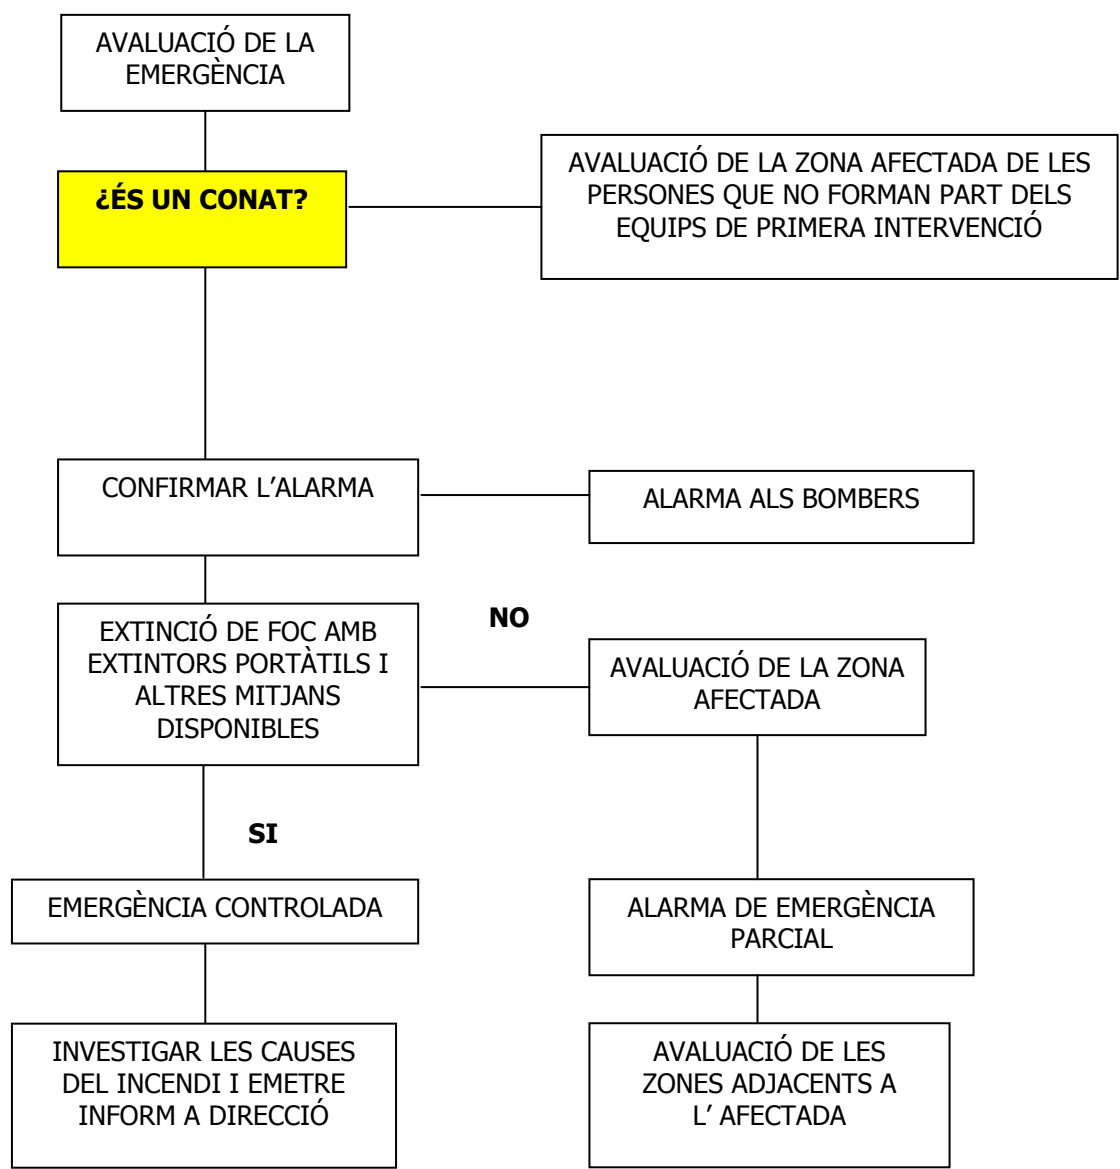 AVALUACIÓ DE LA
EMERGÈNCIA
¿ÉS UN CONAT?
AVALUACIÓ DE LA ZONA AFECTADA DE LES
PERSONES QUE NO FORMAN PART DELS
EQUIPS DE PRIMERA INTERVENCIÓ
CONFIRMAR L’ALARMA
ALARMA ALS BOMBERS
EXTINCIÓ DE FOC AMB
EXTINTORS PORTÀTILS I
ALTRES MITJANS
DISPONIBLES
NO
AVALUACIÓ DE LA ZONA
AFECTADA
SI
EMERGÈNCIA CONTROLADA
ALARMA DE EMERGÈNCIA
PARCIAL
INVESTIGAR LES CAUSES
DEL INCENDI I EMETRE
INFORM A DIRECCIÓ
AVALUACIÓ DE LES
ZONES ADJACENTS A
L’ AFECTADA